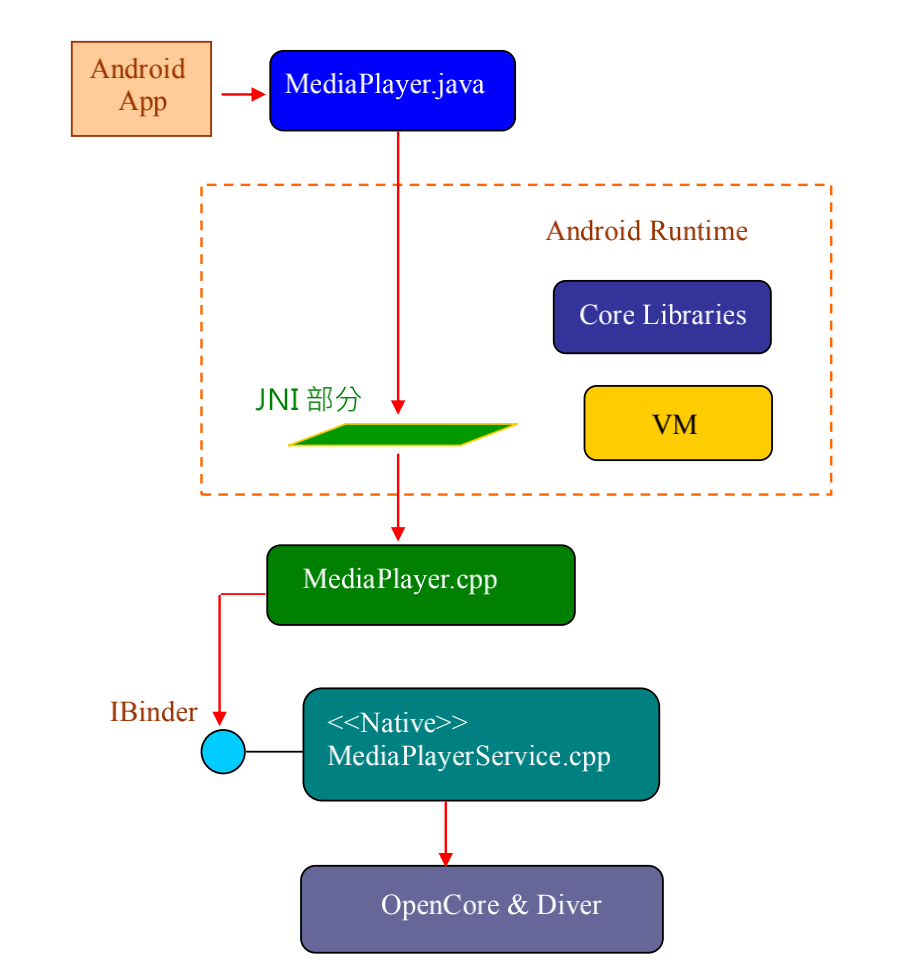 Android
App
MediaPlayer.java
Android Runtime
Core Libraries
JNI 部分
VM
MediaPlayer.cpp
IBinder
<<Native>>
MediaPlayerService.cpp
OpenCore & Diver